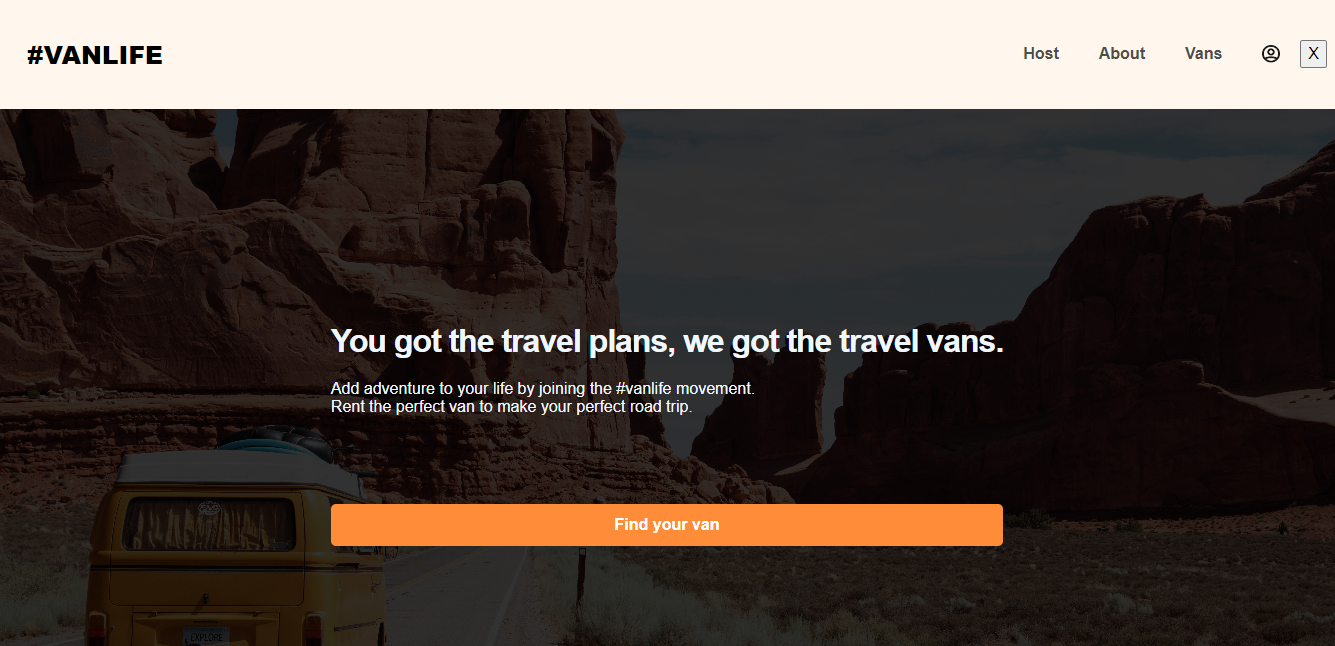 #VANLIFE
Host
About
Vans
X
You got the travel plans, we got the travel vans.
Add adventure to your life by joining the #vanlife movement.
Rent the perfect van to make your perfect road trip.
Find your van
EXPLORE